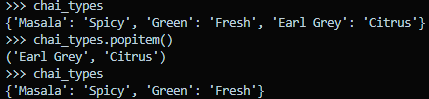 >>> chai_types
{'Masala': 'Spicy', 'Green': 'Fresh', 'Earl Grey': 'Citrus'}
>>> chai_types.popitem()
('Earl Grey', 'Citrus')
>>> chai_types
{'Masala': 'Spicy', 'Green': 'Fresh'}